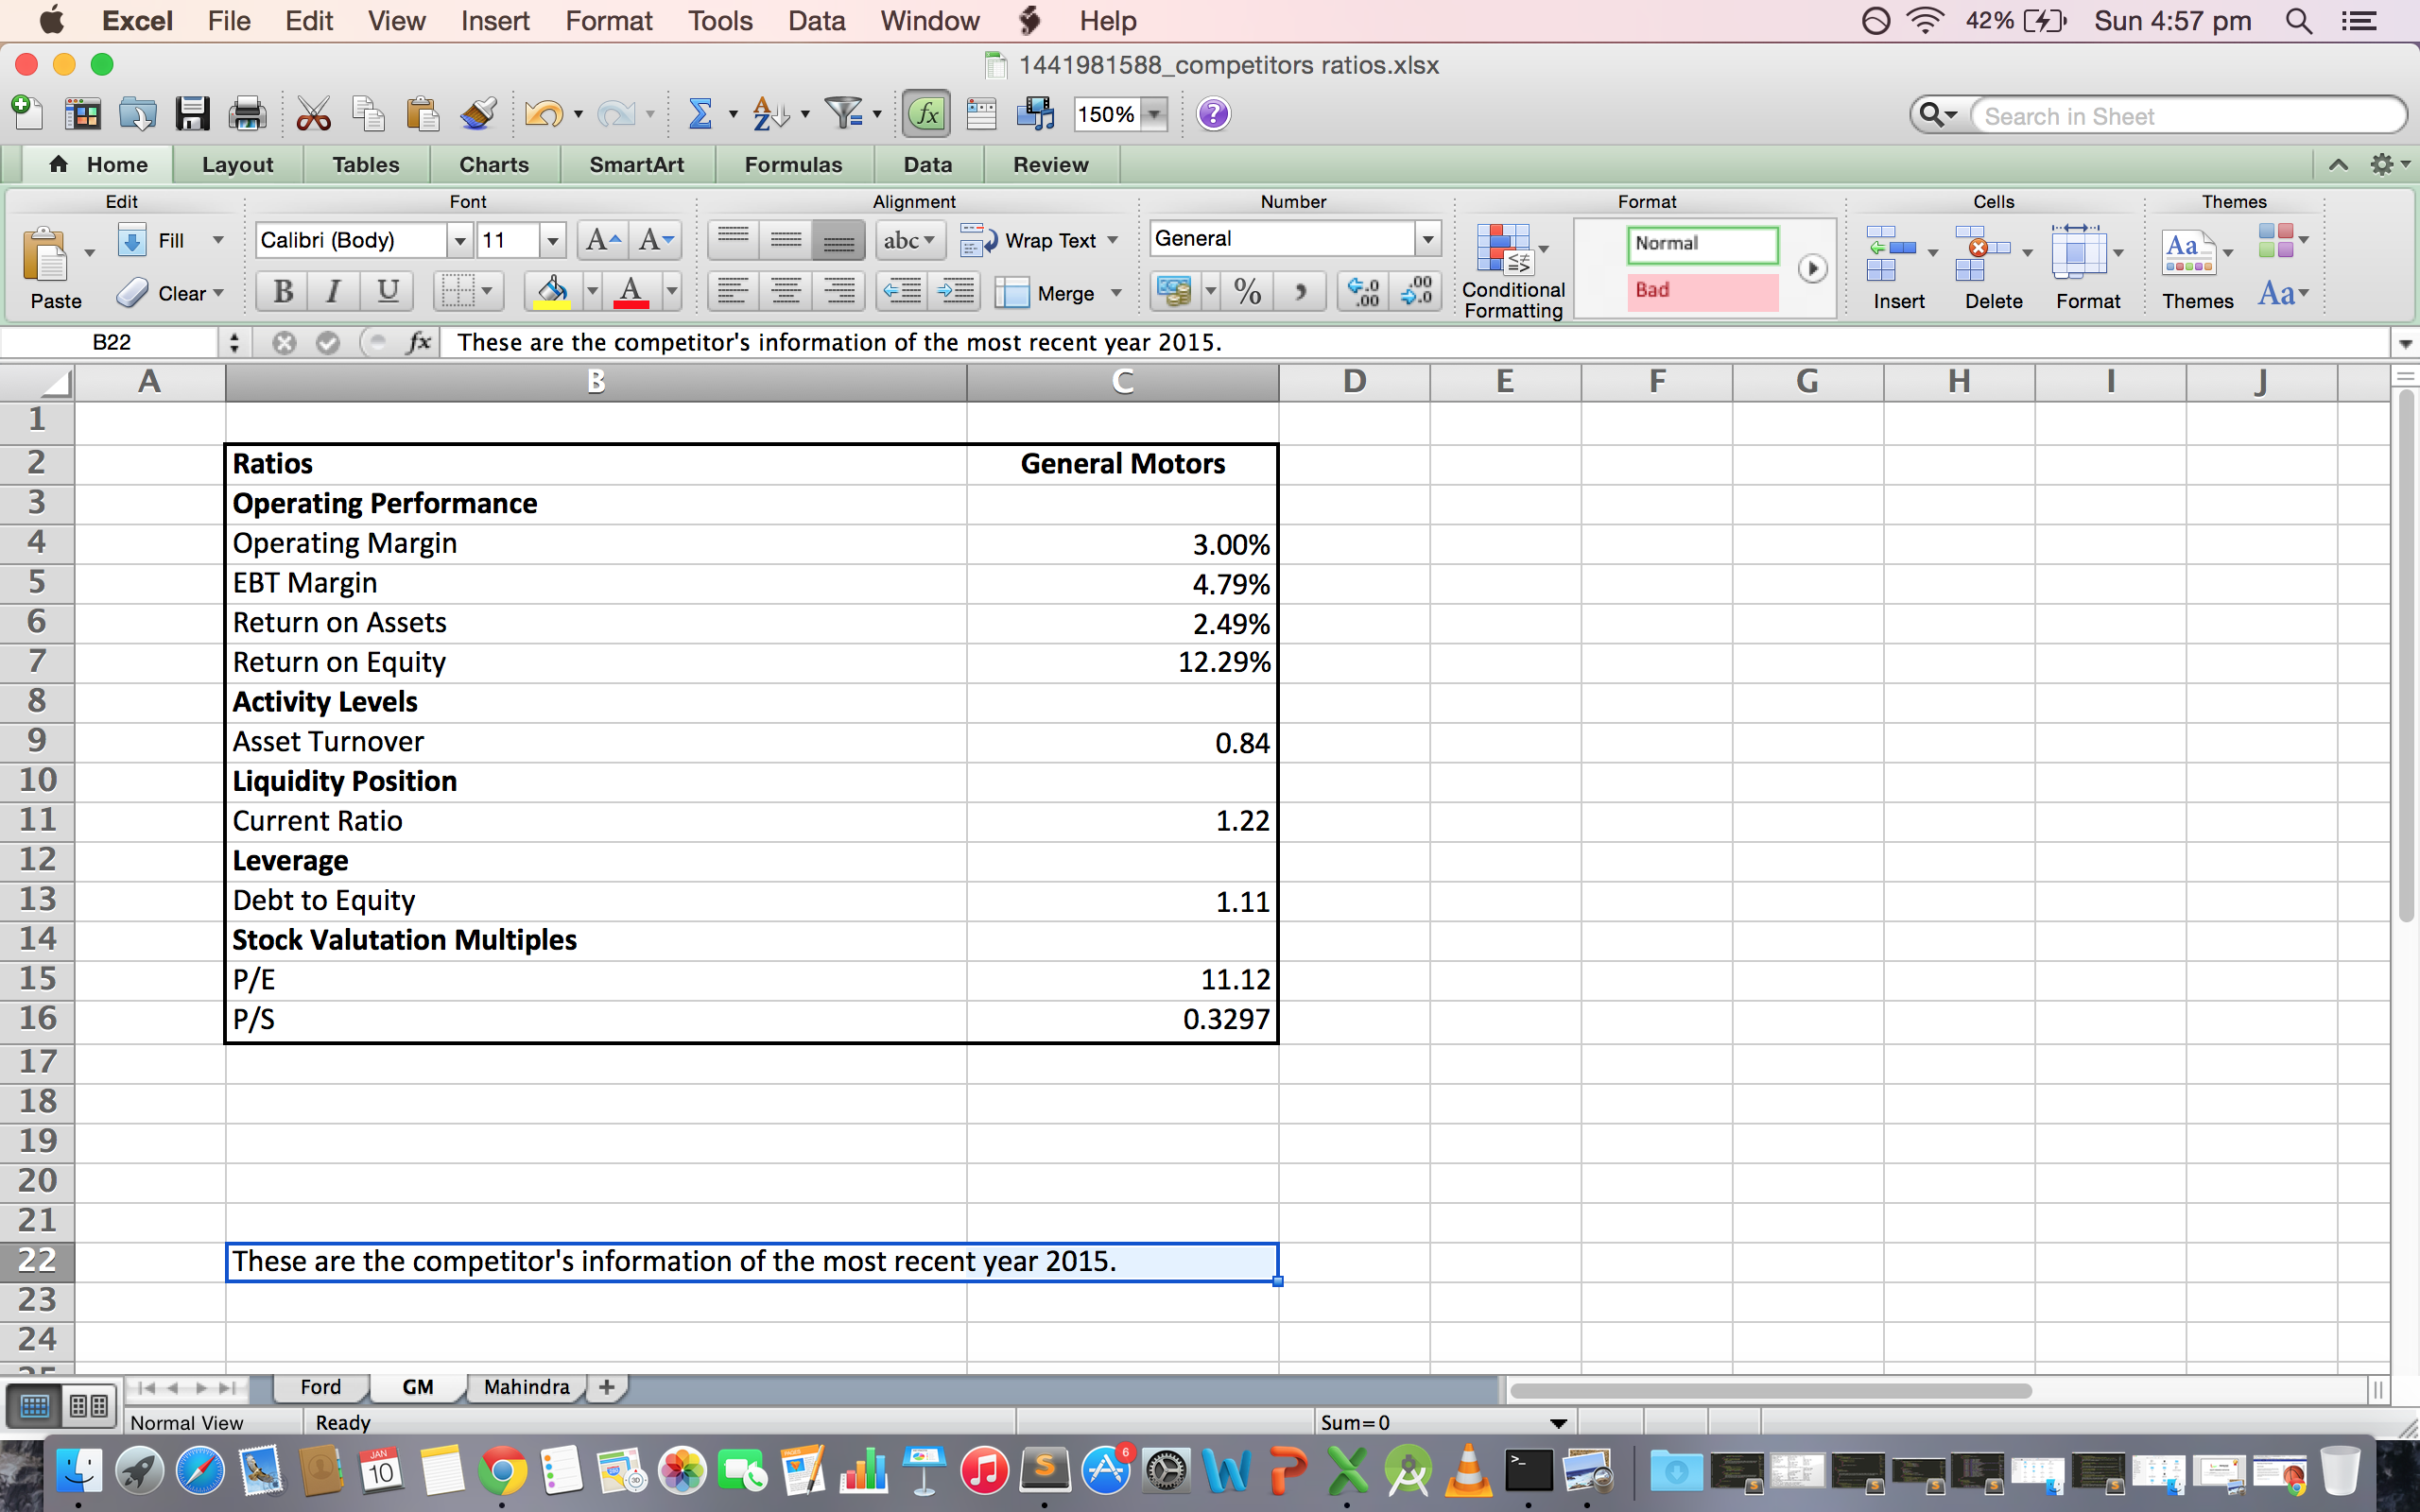 Excel File Edit View Insert Format Tools Data Window Help 42% Sun 4:57 pm
1441981588_competitors ratios.xlsx
150% Search in Sheet
Home Layout Tables Charts SmartArt Formulas Data Review
Edit Font Alignment Number Format Cells Themes
Fill Calibri (Body) 11 abc Wrap Text General Normal
Paste Clear B I U A Merge % Conditional Formatting Bad Insert Delete Format Themes Aa
B22 fx These are the competitor's information of the most recent year 2015.
A B C D E F G H I J
1
2 Ratios General Motors
3 Operating Performance
4 Operating Margin 3.00%
5 EBT Margin 4.79%
6 Return on Assets 2.49%
7 Return on Equity 12.29%
8 Activity Levels
9 Asset Turnover 0.84
10 Liquidity Position
11 Current Ratio 1.22
12 Leverage
13 Debt to Equity 1.11
14 Stock Valutation Multiples
15 P/E 11.12
16 P/S 0.3297
17
18
19
20
21
22 These are the competitor's information of the most recent year 2015.
23
24
Ford GM Mahindra
Normal View Ready Sum=0
JAN 10 6